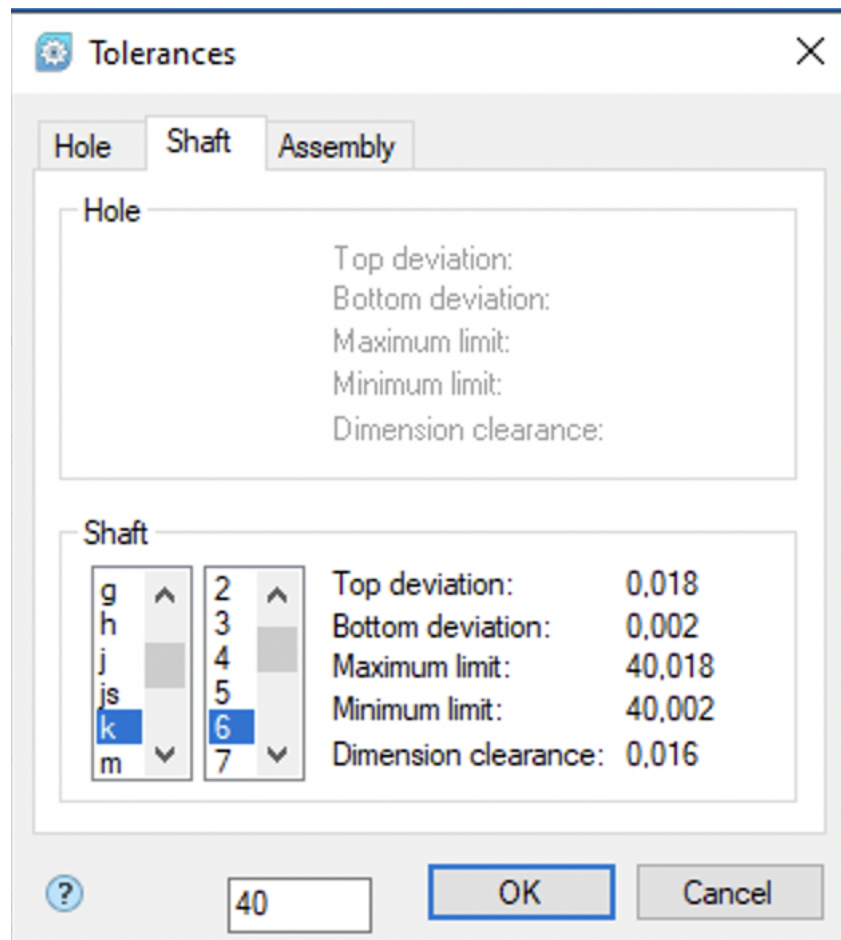 Tolerances
Hole Shaft Assembly
Hole
Top deviation:
Bottom deviation:
Maximum limit:
Minimum limit:
Dimension clearance:
Shaft
g 2 Top deviation: 0,018
h 3 Bottom deviation: 0,002
j 4 Maximum limit: 40,018
js 5 Minimum limit: 40,002
k 6
m 7 Dimension clearance: 0,016
? 40 OK Cancel